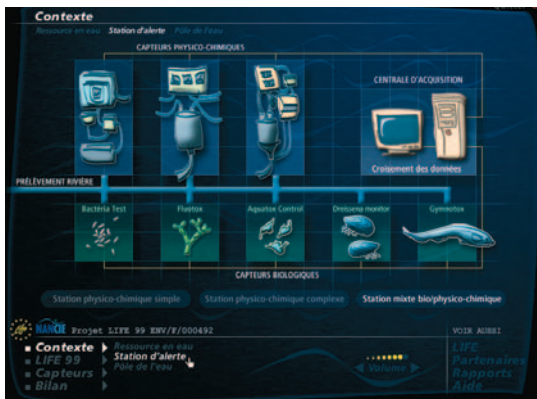 Contexte
Ressource en eau Station d'alerte Pôle de l'eau
CAPTEURS PHYSICO-CHIMIQUES
CENTRALE D'ACQUISITION
Croisement des données
PRÉLÈVEMENT RIVIÈRE
Bactéria Test Fluotox Aquatox Control Dreissena monitor Gymnotox
CAPTEURS BIOLOGIQUES
Station physico-chimique simple Station physico-chimique complexe Station mixte bio/physico-chimique
NANCIE Projet LIFE 99 ENV/F/000492 VOIR AUSSI
Contexte
LIFE 99
Capteurs
Bilan
Ressource en eau
Station d'alerte
Pôle de l'eau
Volume
LIFE
Partenaires
Rapports
Aide